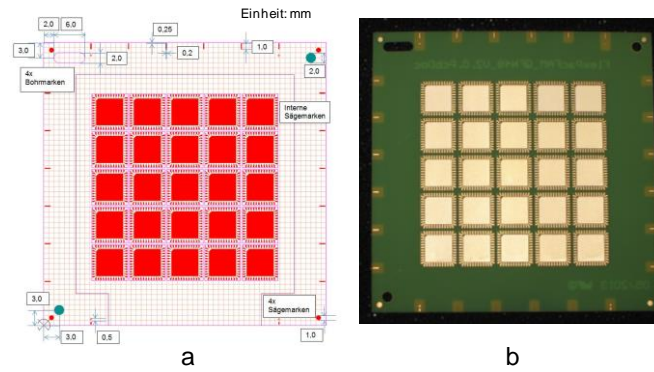 Einheit: mm
2,0
6,0
0,25
3,0
2,0
0,2
1,0
2,0
4x
Bohrmarken
Interne
Sägemarken
3,0
4x
Sägemarken
3,0
0,5
1,0
a
b